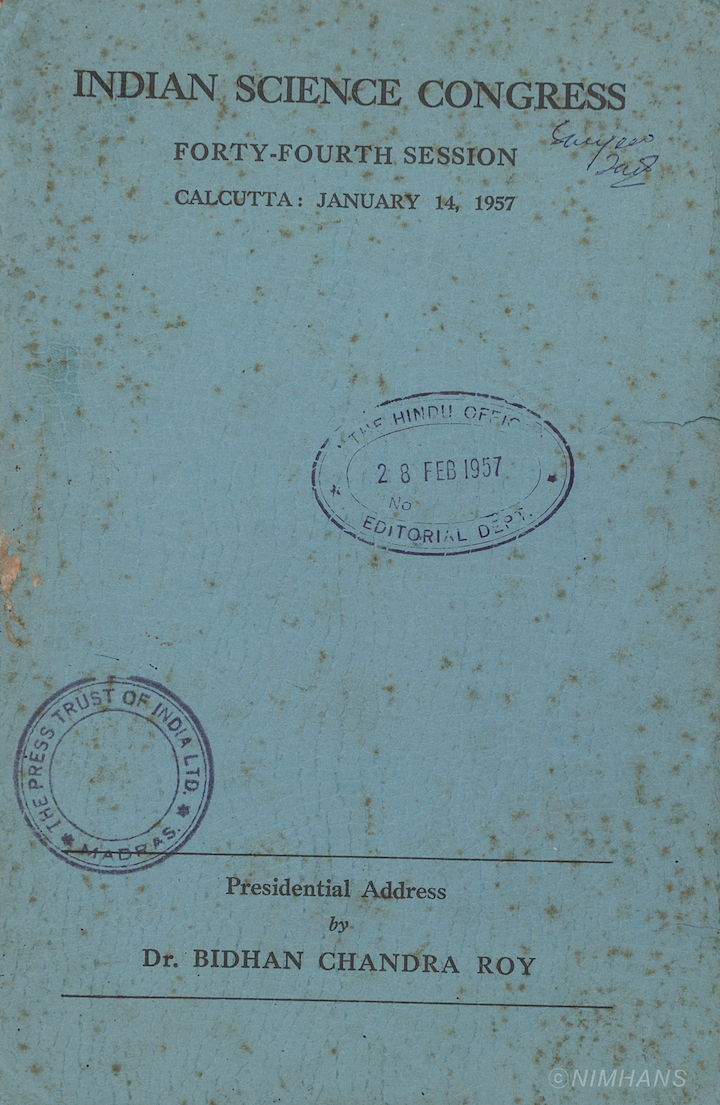 INDIAN SCIENCE CONGRESS
FORTY-FOURTH SESSION
CALCUTTA: JANUARY 14, 1957
THE HINDU OFFIC
28 FEB 1957
No
EDITORIAL DEPT.
THE PRESS TRUST OF INDIA LTD.
MADRAS.
Presidential Address
by
Dr. BIDHAN CHANDRA ROY
©NIMHANS